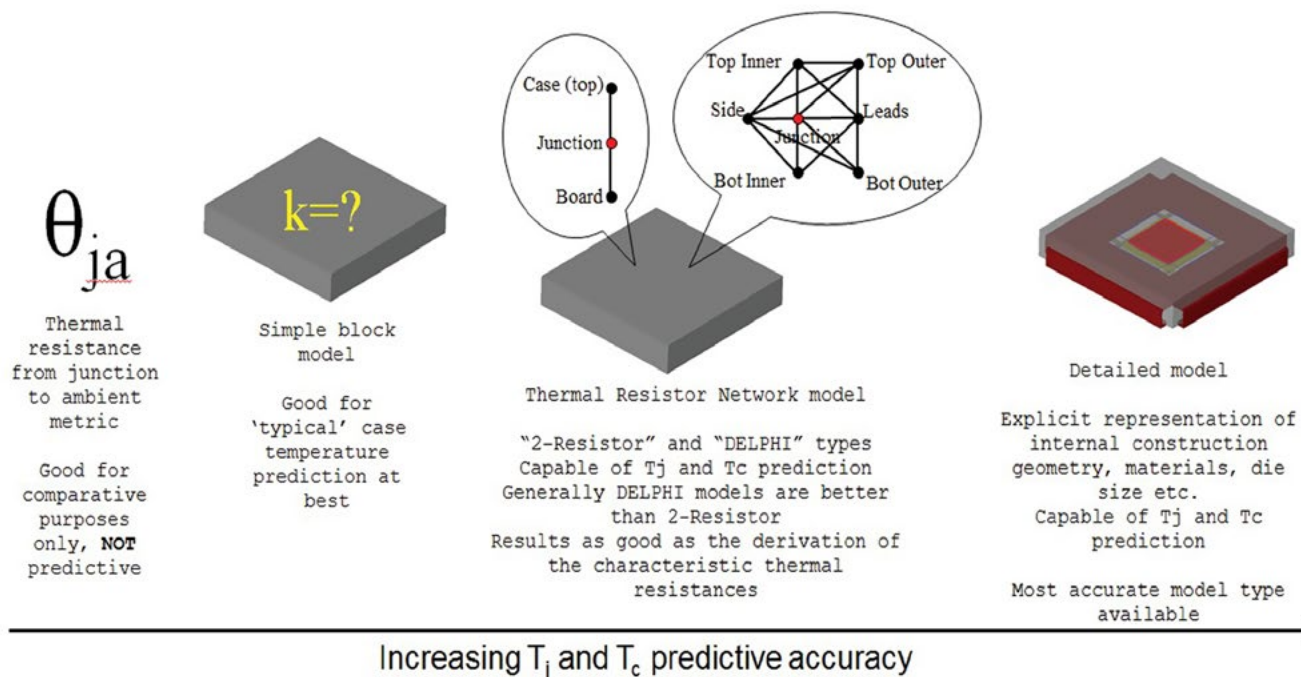 θja
Thermal
resistance
from junction
to ambient
metric
Good for
comparative
purposes
only, NOT
predictive
k=?
Simple block
model
Good for
‘typical’ case
temperature
prediction at
best
Case (top)
Junction
Board
Top Inner
Top Outer
Side
Leads
Junction
Bot Inner
Bot Outer
Thermal Resistor Network model
“2-Resistor” and “DELPHI” types
Capable of Tj and Tc prediction
Generally DELPHI models are better
than 2-Resistor
Results as good as the derivation of
the characteristic thermal
resistances
Detailed model
Explicit representation of
internal construction
geometry, materials, die
size etc.
Capable of Tj and Tc
prediction
Most accurate model type
available
Increasing Tj and Tc predictive accuracy